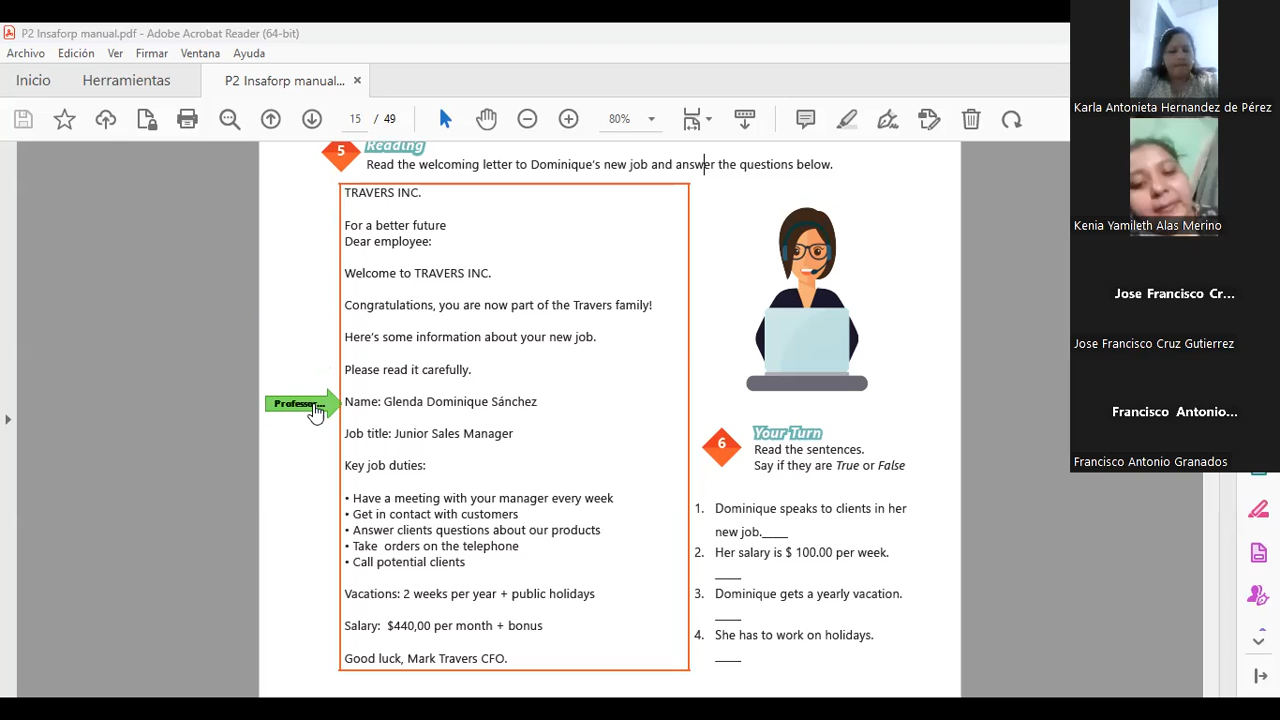 P2 Insaforp manual.pdf - Adobe Acrobat Reader (64-bit)
Archivo Edición Ver Firmar Ventana Ayuda
Inicio Herramientas P2 Insaforp manual... ×
15 / 49 80%
5 Reading
Read the welcoming letter to Dominique's new job and answer the questions below.
TRAVERS INC.
For a better future
Dear employee:
Welcome to TRAVERS INC.
Congratulations, you are now part of the Travers family!
Here's some information about your new job.
Please read it carefully.
Name: Glenda Dominique Sánchez
Job title: Junior Sales Manager
Key job duties:
• Have a meeting with your manager every week
• Get in contact with customers
• Answer clients questions about our products
• Take orders on the telephone
• Call potential clients
Vacations: 2 weeks per year + public holidays
Salary: $440,00 per month + bonus
Good luck, Mark Travers CFO.
6 Your Turn
Read the sentences.
Say if they are True or False
1. Dominique speaks to clients in her
new job.____
2. Her salary is $ 100.00 per week.
____
3. Dominique gets a yearly vacation.
____
4. She has to work on holidays.
____
Karla Antonieta Hernandez de Pérez
Kenia Yamileth Alas Merino
Jose Francisco Cr...
Jose Francisco Cruz Gutierrez
Francisco Antonio...
Francisco Antonio Granados